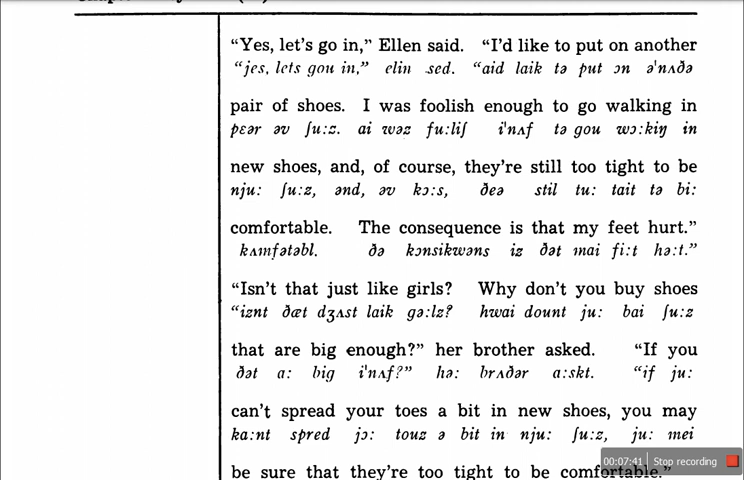 “Yes, let’s go in,” Ellen said. “I’d like to put on another
“jes, lets gou in,” elin sed. “aid laik tə put ɔn ə'nʌðə
pair of shoes. I was foolish enough to go walking in
pɛər əv ʃu:z. ai wəz fu:liʃ i'nʌf tə gou wɔ:kiŋ in
new shoes, and, of course, they’re still too tight to be
nju: ʃu:z, ənd, əv kɔ:s, ðeə stil tu: tait tə bi:
comfortable. The consequence is that my feet hurt.”
kʌmfətəbl. ðə kɔnsikwəns iz ðət mai fi:t hə:t.”
“Isn’t that just like girls? Why don’t you buy shoes
“iznt ðæt dʒʌst laik gə:lz? hwai dount ju: bai ʃu:z
that are big enough?” her brother asked. “If you
ðət a: big i'nʌf?” hə: brʌðər a:skt. “if ju:
can’t spread your toes a bit in new shoes, you may
ka:nt spred jɔ: touz ə bit in nju: ʃu:z, ju: mei
be sure that they’re too tight to be comfortable.”
00:07:41 Stop recording